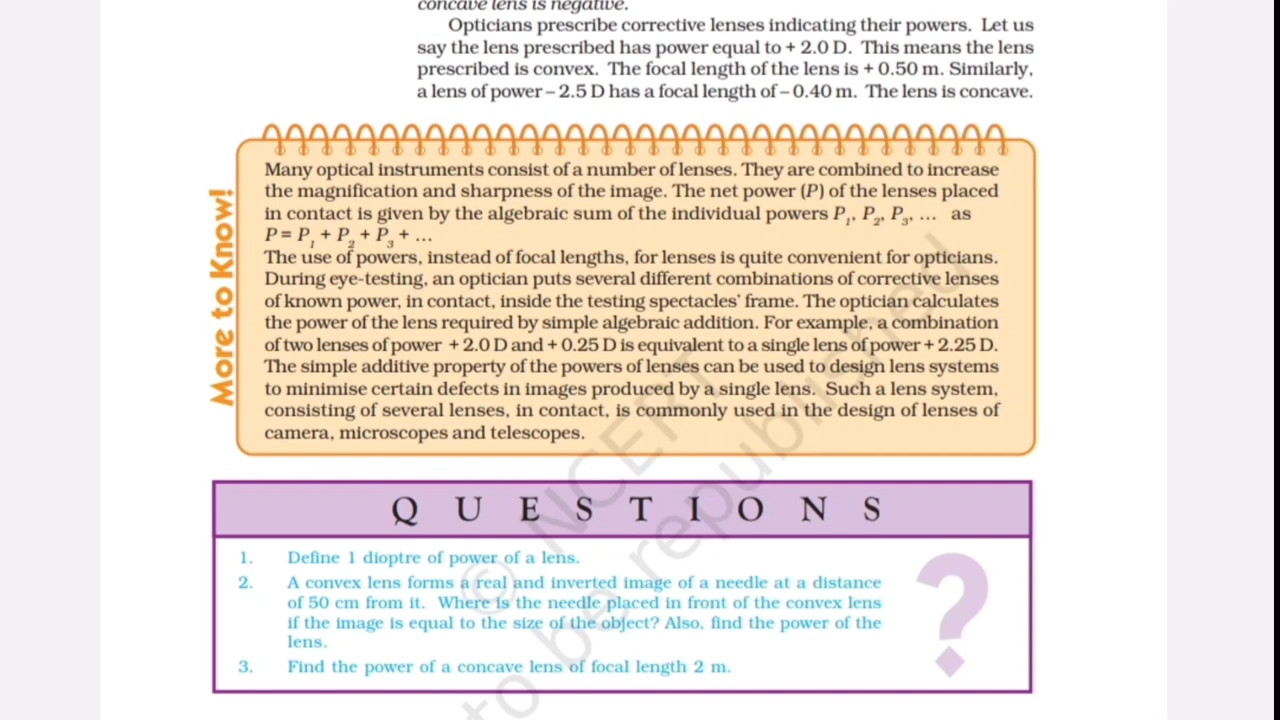 concave lens is negative.
Opticians prescribe corrective lenses indicating their powers. Let us
say the lens prescribed has power equal to + 2.0 D. This means the lens
prescribed is convex. The focal length of the lens is + 0.50 m. Similarly,
a lens of power – 2.5 D has a focal length of – 0.40 m. The lens is concave.
More to Know!
Many optical instruments consist of a number of lenses. They are combined to increase
the magnification and sharpness of the image. The net power (P) of the lenses placed
in contact is given by the algebraic sum of the individual powers P₁, P₂, P₃, … as
P = P₁ + P₂ + P₃ + …
The use of powers, instead of focal lengths, for lenses is quite convenient for opticians.
During eye-testing, an optician puts several different combinations of corrective lenses
of known power, in contact, inside the testing spectacles' frame. The optician calculates
the power of the lens required by simple algebraic addition. For example, a combination
of two lenses of power + 2.0 D and + 0.25 D is equivalent to a single lens of power + 2.25 D.
The simple additive property of the powers of lenses can be used to design lens systems
to minimise certain defects in images produced by a single lens. Such a lens system,
consisting of several lenses, in contact, is commonly used in the design of lenses of
camera, microscopes and telescopes.
QUESTIONS
1. Define 1 dioptre of power of a lens.
2. A convex lens forms a real and inverted image of a needle at a distance
of 50 cm from it. Where is the needle placed in front of the convex lens
if the image is equal to the size of the object? Also, find the power of the
lens.
3. Find the power of a concave lens of focal length 2 m.
?
© NCERT
to be republished